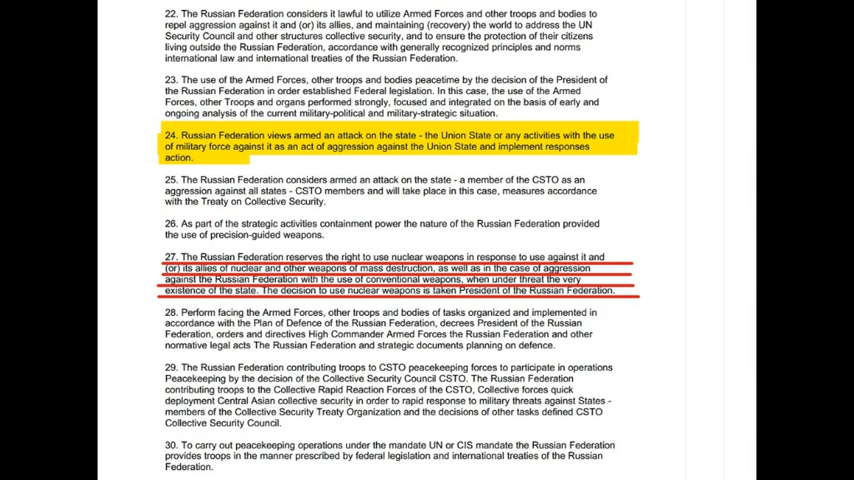 22. The Russian Federation considers it lawful to utilize Armed Forces and other troops and bodies to
repel aggression against it and (or) its allies, and maintaining (recovery) the world to address the UN
Security Council and other structures collective security, and to ensure the protection of their citizens
living outside the Russian Federation, accordance with generally recognized principles and norms
international law and international treaties of the Russian Federation.
23. The use of the Armed Forces, other troops and bodies peacetime by the decision of the President of
the Russian Federation in order established Federal legislation. In this case, the use of the Armed
Forces, other Troops and organs performed strongly, focused and integrated on the basis of early and
ongoing analysis of the current military-political and military-strategic situation.
24. Russian Federation views armed an attack on the state - the Union State or any activities with the use
of military force against it as an act of aggression against the Union State and implement responses
action.
25. The Russian Federation considers armed an attack on the state - a member of the CSTO as an
aggression against all states - CSTO members and will take place in this case, measures accordance
with the Treaty on Collective Security.
26. As part of the strategic activities containment power the nature of the Russian Federation provided
the use of precision-guided weapons.
27. The Russian Federation reserves the right to use nuclear weapons in response to use against it and
(or) its allies of nuclear and other weapons of mass destruction, as well as in the case of aggression
against the Russian Federation with the use of conventional weapons, when under threat the very
existence of the state. The decision to use nuclear weapons is taken President of the Russian Federation.
28. Perform facing the Armed Forces, other troops and bodies of tasks organized and implemented in
accordance with the Plan of Defence of the Russian Federation, decrees President of the Russian
Federation, orders and directives High Commander Armed Forces the Russian Federation and other
normative legal acts The Russian Federation and strategic documents planning on defence.
29. The Russian Federation contributing troops to CSTO peacekeeping forces to participate in operations
Peacekeeping by the decision of the Collective Security Council CSTO. The Russian Federation
contributing troops to the Collective Rapid Reaction Forces of the CSTO, Collective forces quick
deployment Central Asian collective security in order to rapid response to military threats against States -
members of the Collective Security Treaty Organization and the decisions of other tasks defined CSTO
Collective Security Council.
30. To carry out peacekeeping operations under the mandate UN or CIS mandate the Russian Federation
provides troops in the manner prescribed by federal legislation and international treaties of the Russian
Federation.